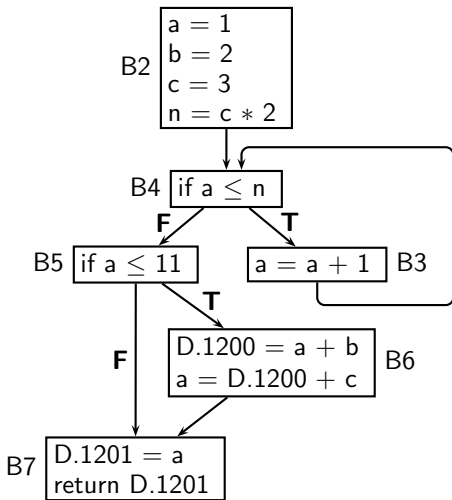 B2
a = 1
b = 2
c = 3
n = c ∗ 2
B4
if a ≤ n
F
T
B5
if a ≤ 11
a = a + 1
B3
T
F
D.1200 = a + b
a = D.1200 + c
B6
B7
D.1201 = a
return D.1201